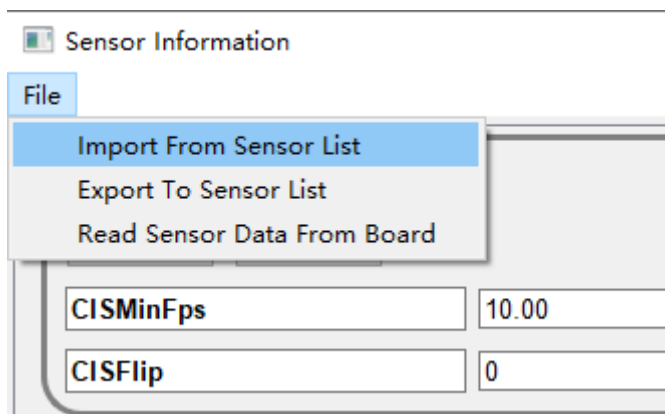 Sensor Information
File
Import From Sensor List
Export To Sensor List
Read Sensor Data From Board
CISMinFps 10.00
CISFlip 0